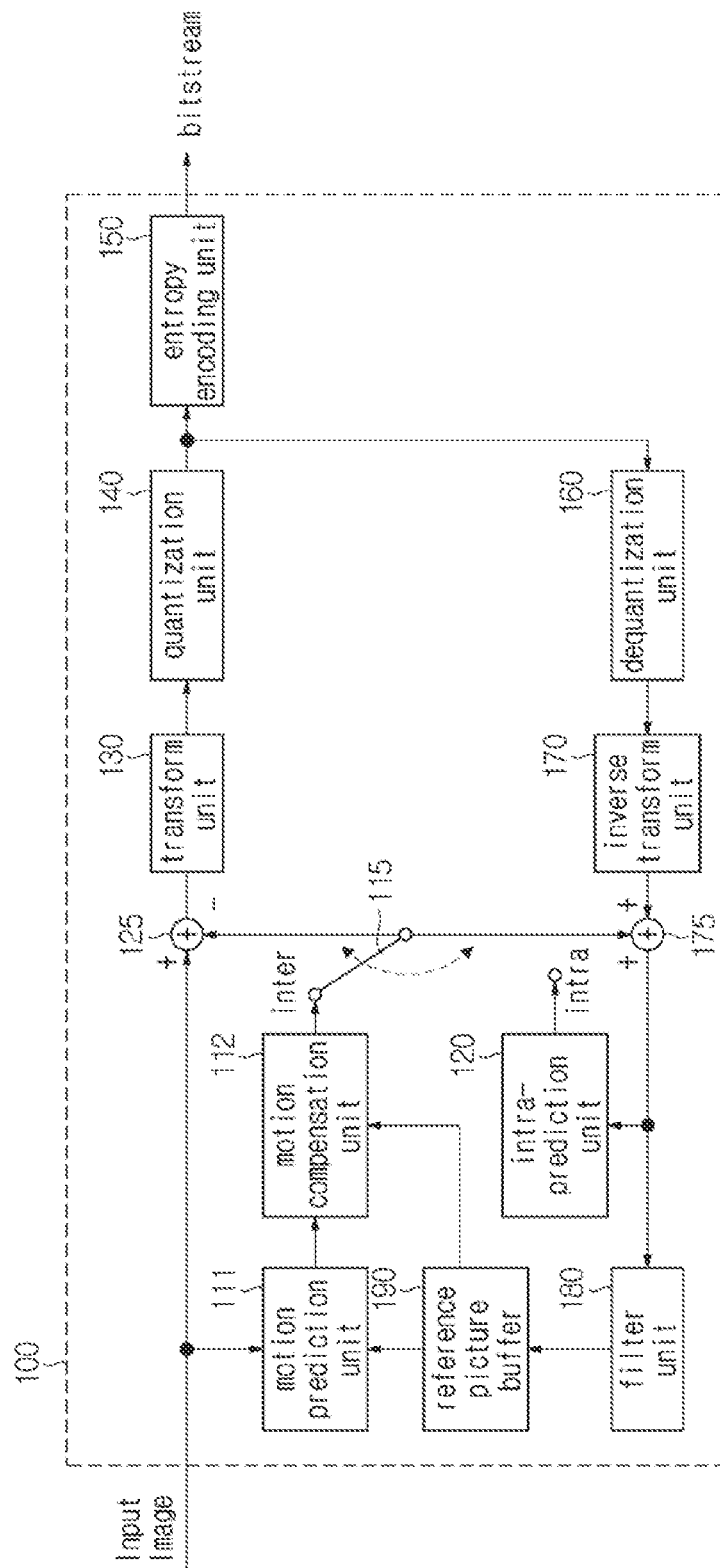 100
Input
Image
111
motion
prediction
unit
112
motion
compensation
unit
inter
115
+
125
+
-
130
transform
unit
140
quantization
unit
150
entropy
encoding unit
bitstream
190
reference
picture
buffer
120
intra-
prediction
unit
intra
180
filter
unit
+
+
+
175
170
inverse
transform
unit
160
dequantization
unit